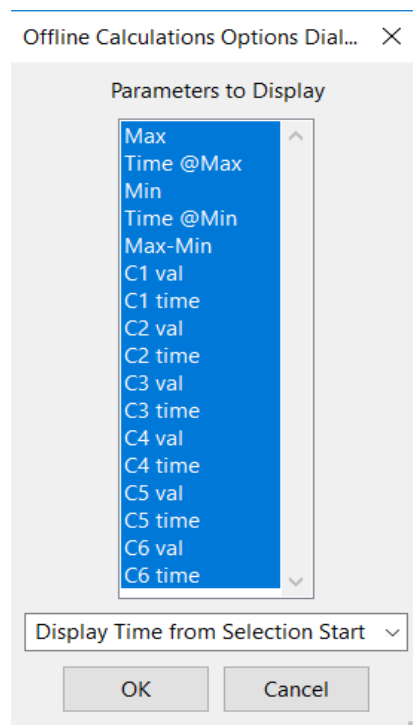 Offline Calculations Options Dial...
Parameters to Display
Max
Time @Max
Min
Time @Min
Max-Min
C1 val
C1 time
C2 val
C2 time
C3 val
C3 time
C4 val
C4 time
C5 val
C5 time
C6 val
C6 time
Display Time from Selection Start
OK
Cancel